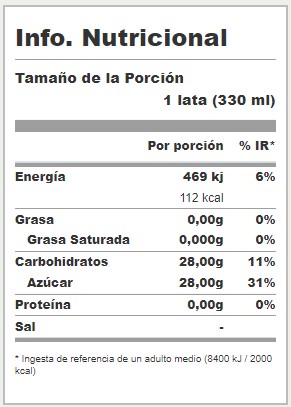 Info. Nutricional
Tamaño de la Porción
1 lata (330 ml)
Por porción % IR*
Energía 469 kj 6%
112 kcal
Grasa 0,00g 0%
Grasa Saturada 0,000g 0%
Carbohidratos 28,00g 11%
Azúcar 28,00g 31%
Proteína 0,00g 0%
Sal -
* Ingesta de referencia de un adulto medio (8400 kJ / 2000
kcal)